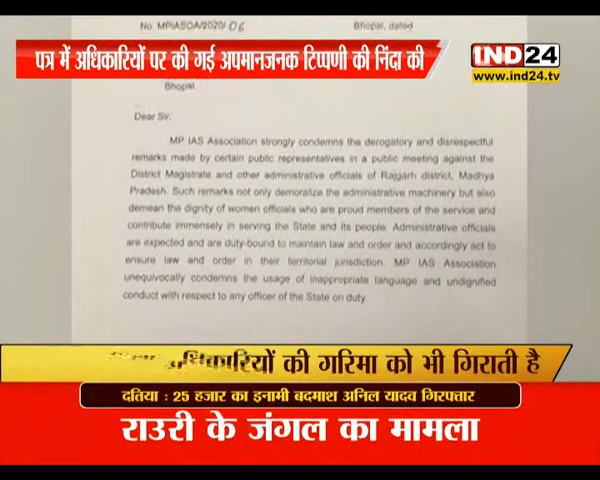 No. MPIASOA/2020/06
Bhopal, dated
पत्र में अधिकारियों पर की गई अपमानजनक टिप्पणी की निंदा की
IND24
www.ind24.tv
Bhopal.
Dear Sir,
MP IAS Association strongly condemns the derogatory and disrespectful
remarks made by certain public representatives in a public meeting against the
District Magistrate and other administrative officials of Rajgarh district, Madhya
Pradesh. Such remarks not only demoralize the administrative machinery but also
demean the dignity of women officials who are proud members of the service and
contribute immensely in serving the State and its people. Administrative officials
are expected and are duty-bound to maintain law and order and accordingly act to
ensure law and order in their territorial jurisdiction. MP IAS Association
unequivocally condemns the usage of inappropriate language and undignified
conduct with respect to any officer of the State on duty
अधिकारियों की गरिमा को भी गिराती है
दतिया : 25 हजार का इनामी बदमाश अनिल यादव गिरफ्तार
राउरी के जंगल का मामला